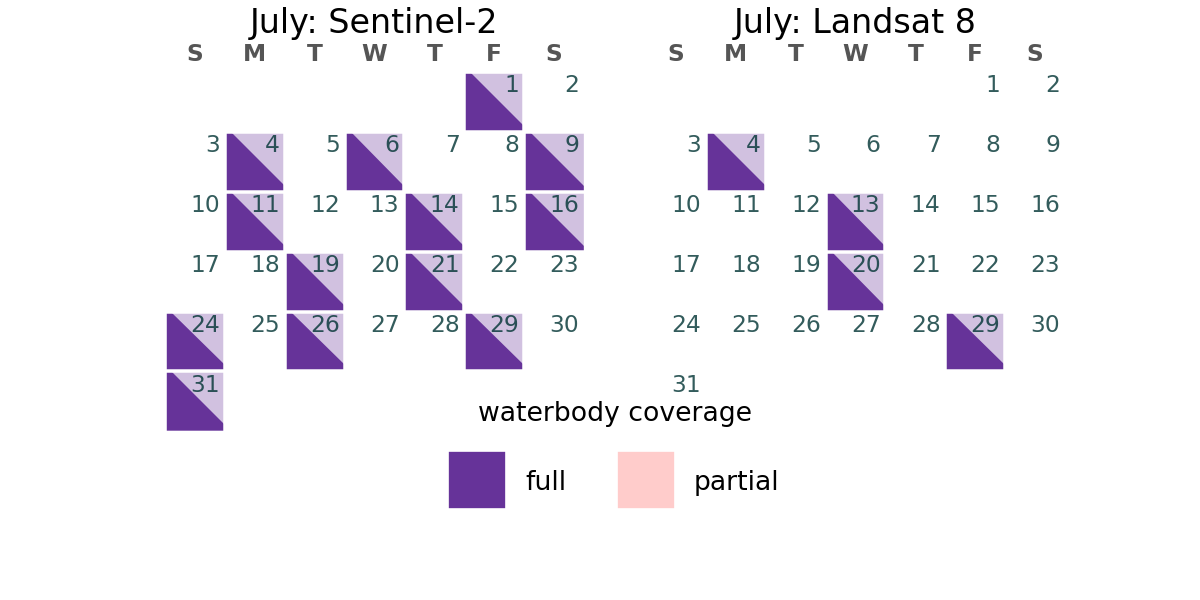 July: Sentinel-2
S M T W T F S
1 2
3 4 5 6 7 8 9
10 11 12 13 14 15 16
17 18 19 20 21 22 23
24 25 26 27 28 29 30
31
July: Landsat 8
S M T W T F S
1 2
3 4 5 6 7 8 9
10 11 12 13 14 15 16
17 18 19 20 21 22 23
24 25 26 27 28 29 30
31
waterbody coverage
full partial